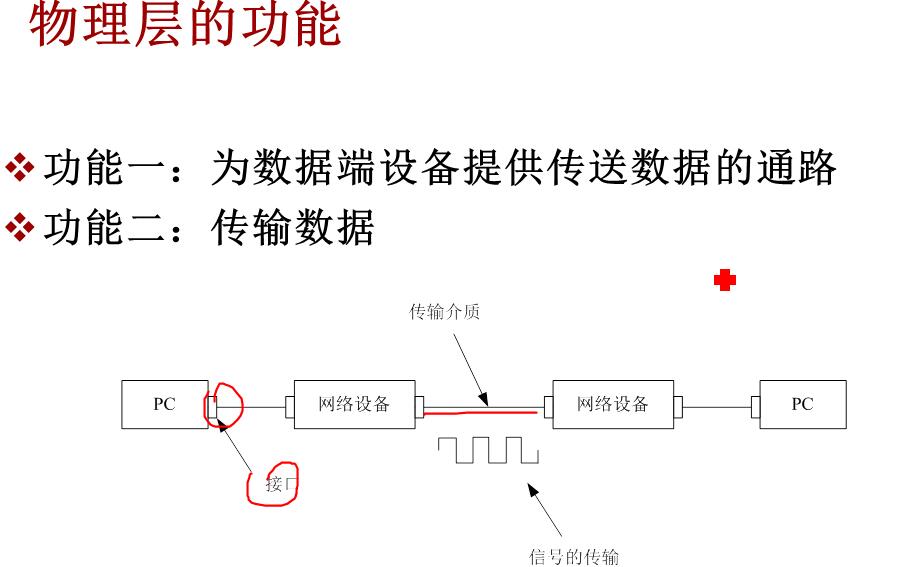 物理层的功能
功能一：为数据端设备提供传送数据的通路
功能二：传输数据
传输介质
PC 网络设备 网络设备 PC
接口
信号的传输